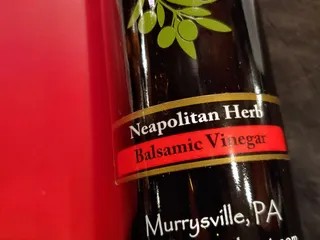 Neapolitan Herb
Balsamic Vinegar
Murrysville, PA